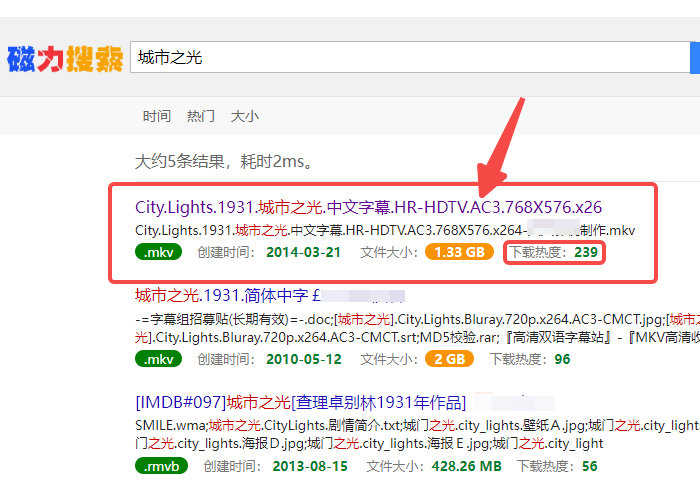 磁力搜索
城市之光
时间 热门 大小
大约5条结果，耗时2ms。
City.Lights.1931.城市之光.中文字幕.HR-HDTV.AC3.768X576.x26
City.Lights.1931.城市之光.中文字幕.HR-HDTV.AC3.768X576.x264-制作.mkv
.mkv 创建时间： 2014-03-21 文件大小： 1.33 GB 下载热度： 239
城市之光.1931.简体中字￡
-=字幕组招募贴(长期有效)=-.doc;[城市之光].City.Lights.Bluray.720p.x264.AC3-CMCT.jpg;[城市之
光].City.Lights.Bluray.720p.x264.AC3-CMCT.srt;MD5校验.rar;『高清双语字幕站』-『MKV高清收
.mkv 创建时间： 2010-05-12 文件大小： 2 GB 下载热度： 96
[IMDB#097]城市之光[查理卓别林1931年作品]
SMILE.wma;城市之光.CityLights.剧情简介.txt;城门之光.city_lights.壁纸A.jpg;城门之光.city_lights
门之光.city_lights.海报D.jpg;城门之光.city_lights.海报E.jpg;城门之光.city_light
.rmvb 创建时间： 2013-08-15 文件大小： 428.26 MB 下载热度： 56